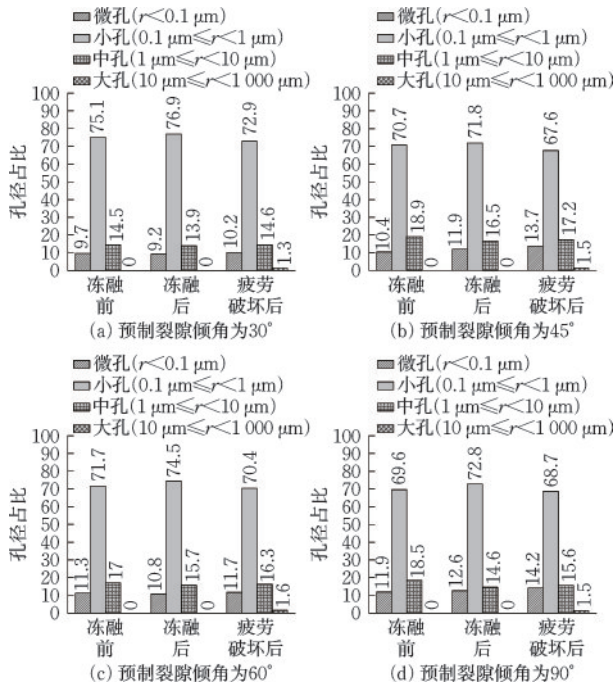 微孔(r<0.1 μm)
小孔(0.1 μm≤r<1 μm)
中孔(1 μm≤r<10 μm)
大孔(10 μm≤r<1 000 μm)
孔径占比
100
90
80
70
60
50
40
30
20
10
0
9.7 75.1 14.5 0
9.2 76.9 13.9 0
10.2 72.9 14.6 1.3
冻融 冻融 疲劳
前 后 破坏后
(a) 预制裂隙倾角为30°
微孔(r<0.1 μm)
小孔(0.1 μm≤r<1 μm)
中孔(1 μm≤r<10 μm)
大孔(10 μm≤r<1 000 μm)
孔径占比
100
90
80
70
60
50
40
30
20
10
0
10.4 70.7 18.9 0
11.9 71.8 16.5 0
13.7 67.6 17.2 1.5
冻融 冻融 疲劳
前 后 破坏后
(b) 预制裂隙倾角为45°
微孔(r<0.1 μm)
小孔(0.1 μm≤r<1 μm)
中孔(1 μm≤r<10 μm)
大孔(10 μm≤r<1 000 μm)
孔径占比
100
90
80
70
60
50
40
30
20
10
0
11.3 71.7 17 0
10.8 74.5 15.7 0
11.7 70.4 16.3 1.6
冻融 冻融 疲劳
前 后 破坏后
(c) 预制裂隙倾角为60°
微孔(r<0.1 μm)
小孔(0.1 μm≤r<1 μm)
中孔(1 μm≤r<10 μm)
大孔(10 μm≤r<1 000 μm)
孔径占比
100
90
80
70
60
50
40
30
20
10
0
11.9 69.6 18.5 0
12.6 72.8 14.6 0
14.2 68.7 15.6 1.5
冻融 冻融 疲劳
前 后 破坏后
(d) 预制裂隙倾角为90°